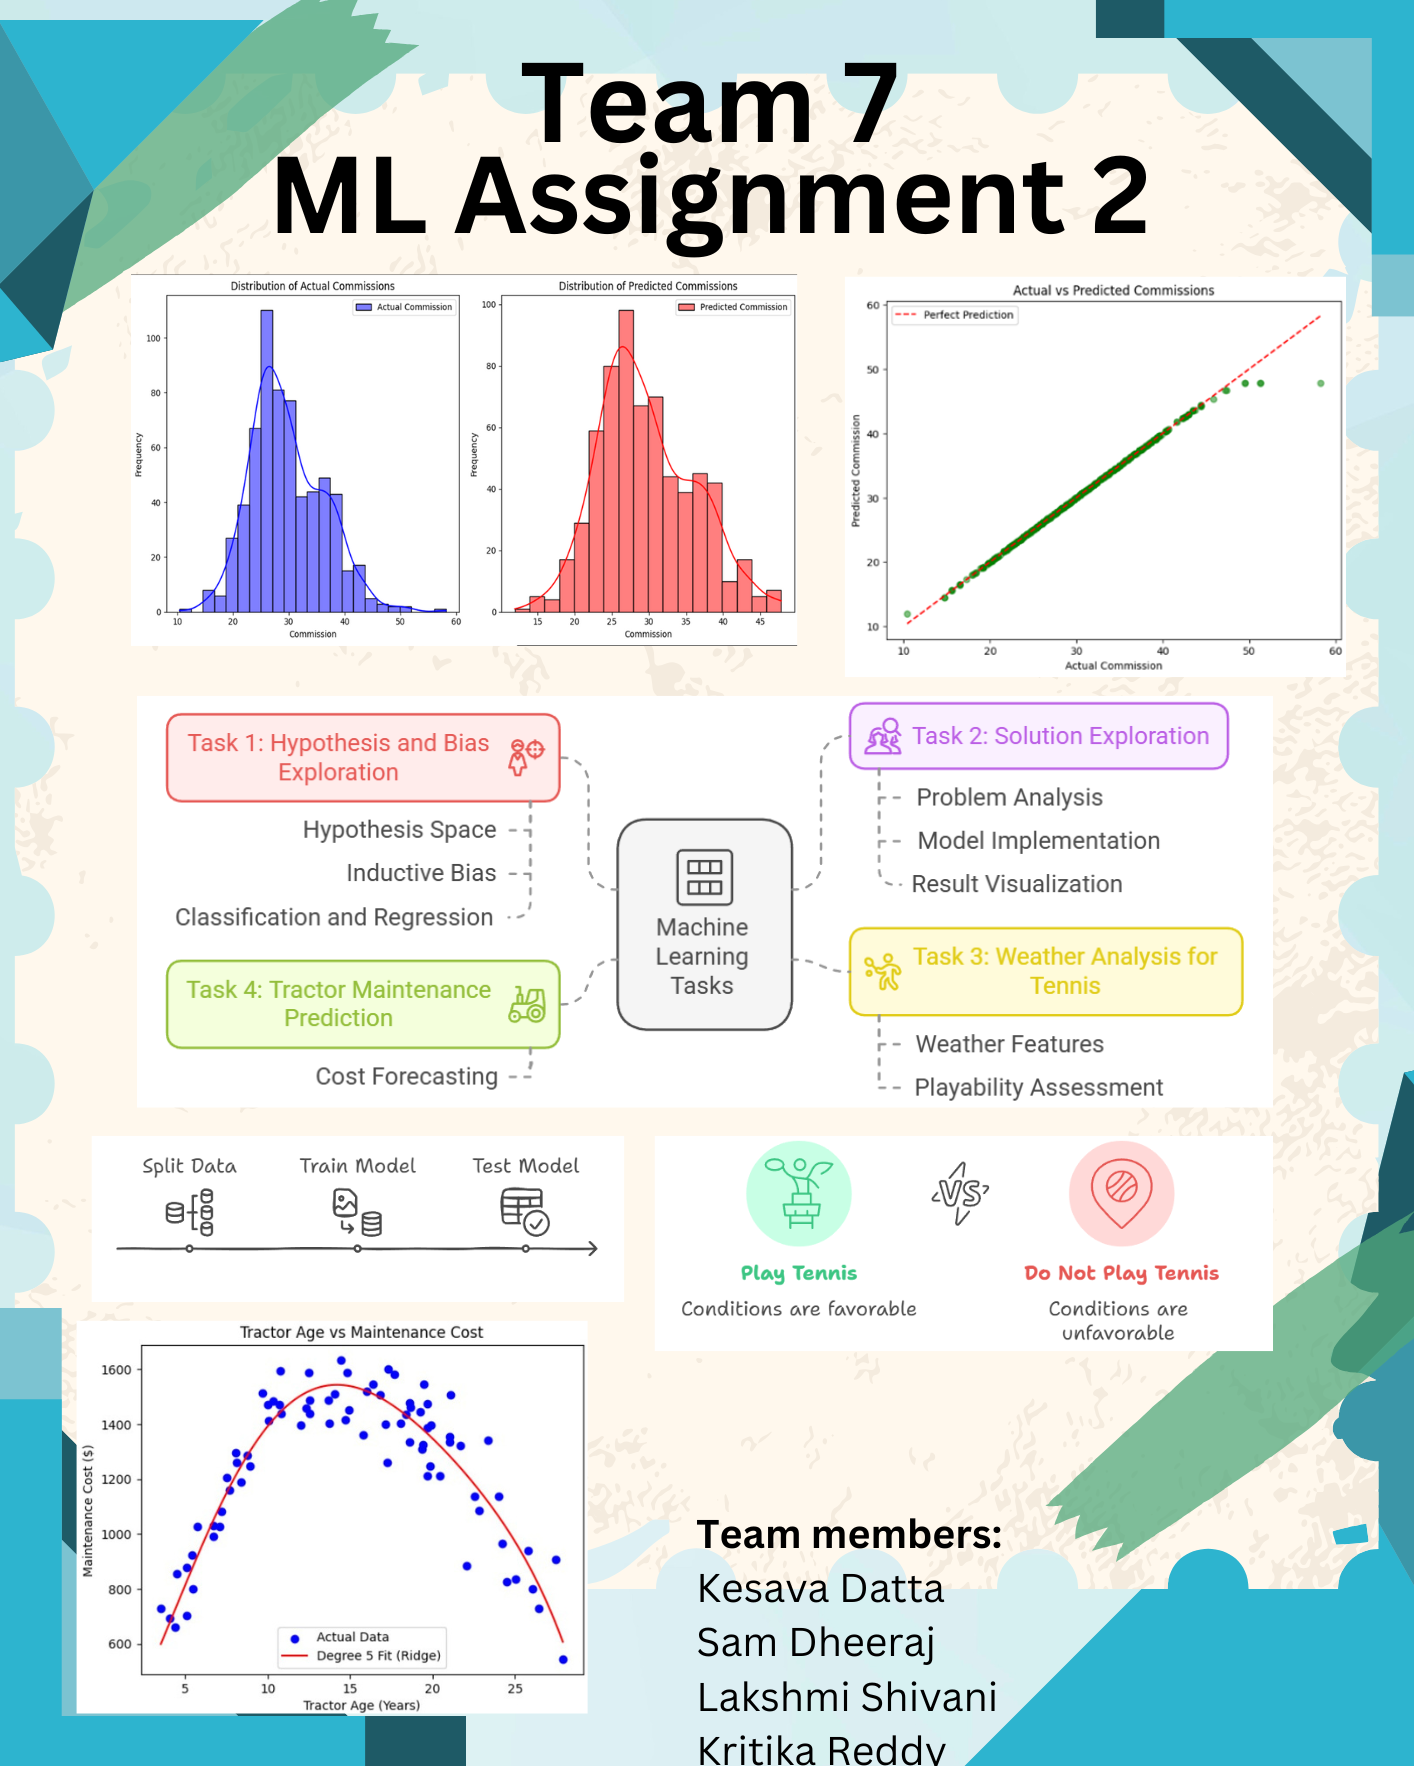 Team 7
ML Assignment 2
Distribution of Actual Commissions
Actual Commission
Frequency
100
80
60
40
20
0
10 20 30 40 50 60
Commission
Distribution of Predicted Commissions
Predicted Commission
Frequency
100
80
60
40
20
0
15 20 25 30 35 40 45
Commission
Actual vs Predicted Commissions
Perfect Prediction
Predicted Commission
60
50
40
30
20
10
10 20 30 40 50 60
Actual Commission
Task 1: Hypothesis and Bias
Exploration
Hypothesis Space
Inductive Bias
Classification and Regression
Task 2: Solution Exploration
Problem Analysis
Model Implementation
Result Visualization
Machine
Learning
Tasks
Task 4: Tractor Maintenance
Prediction
Cost Forecasting
Task 3: Weather Analysis for
Tennis
Weather Features
Playability Assessment
Split Data
Train Model
Test Model
VS
Play Tennis
Conditions are favorable
Do Not Play Tennis
Conditions are
unfavorable
Tractor Age vs Maintenance Cost
Maintenance Cost ($)
1600
1400
1200
1000
800
600
Actual Data
Degree 5 Fit (Ridge)
5 10 15 20 25
Tractor Age (Years)
Team members:
Kesava Datta
Sam Dheeraj
Lakshmi Shivani
Kritika Reddy